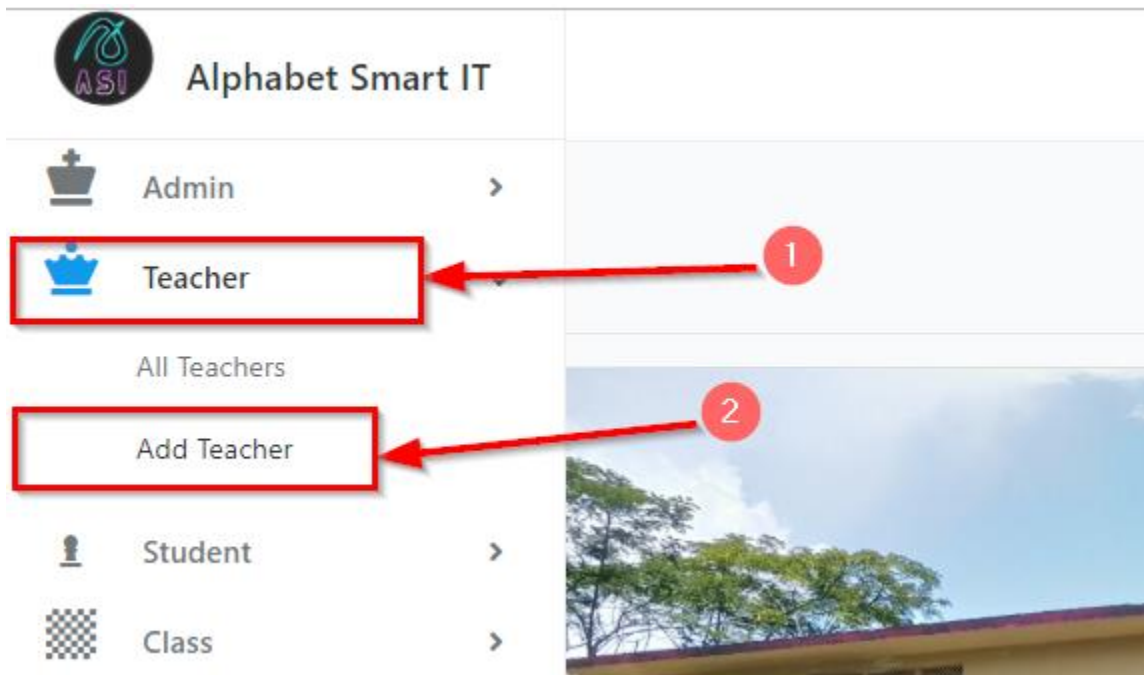 ASI
Alphabet Smart IT
Admin
Teacher
1
All Teachers
2
Add Teacher
Student
Class